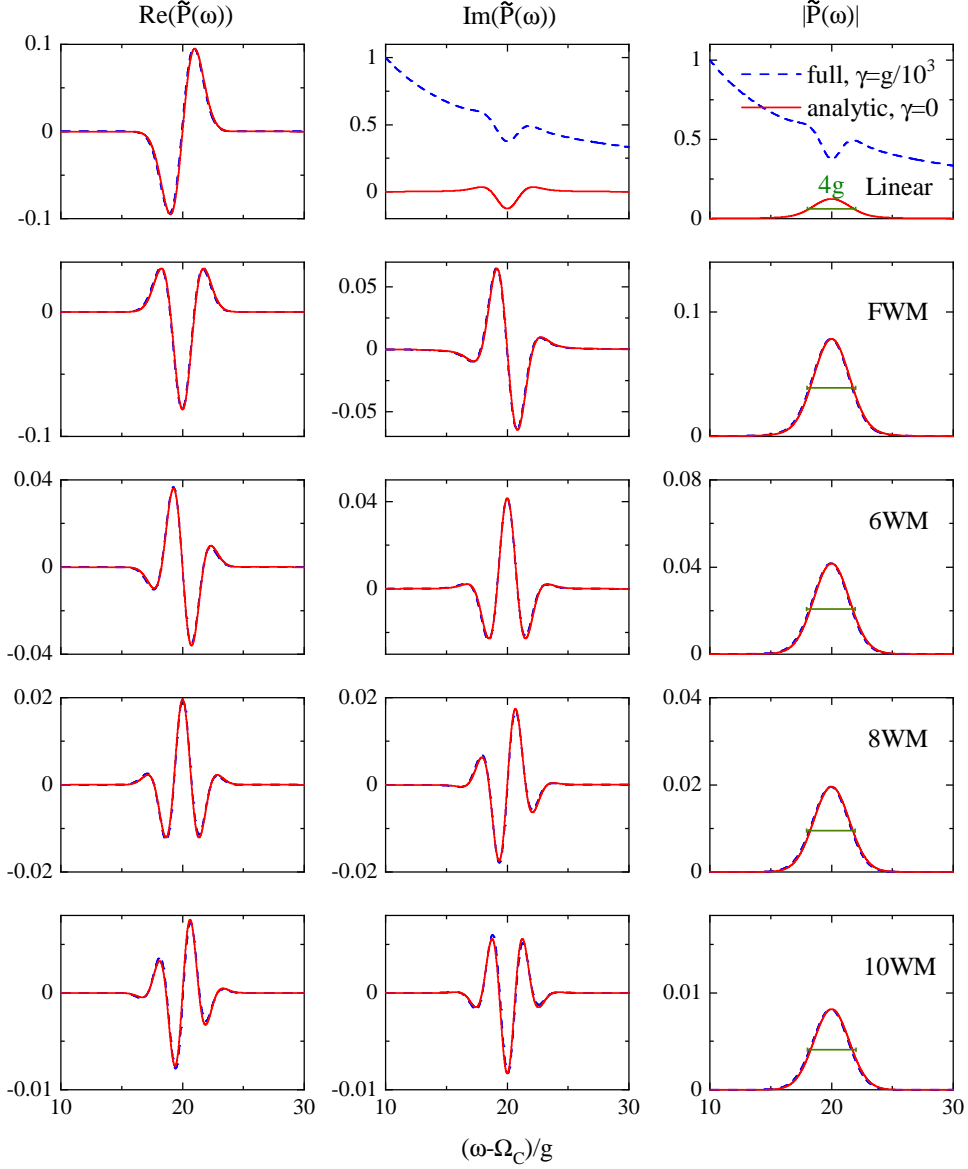 Re(P̃(ω))
Im(P̃(ω))
|P̃(ω)|
0.1
0
-0.1
1
0.5
0
1
0.5
0
full, γ=g/10³
analytic, γ=0
4g
Linear
0
-0.1
0.05
0
-0.05
0.1
0
FWM
0.04
0
-0.04
0.04
0
0.08
0.04
0
6WM
0.02
0
-0.02
0.02
0
-0.02
0.04
0.02
0
8WM
0
-0.01
0
-0.01
0.01
0
10WM
10 20 30
10 20 30
10 20 30
(ω-Ω_C)/g